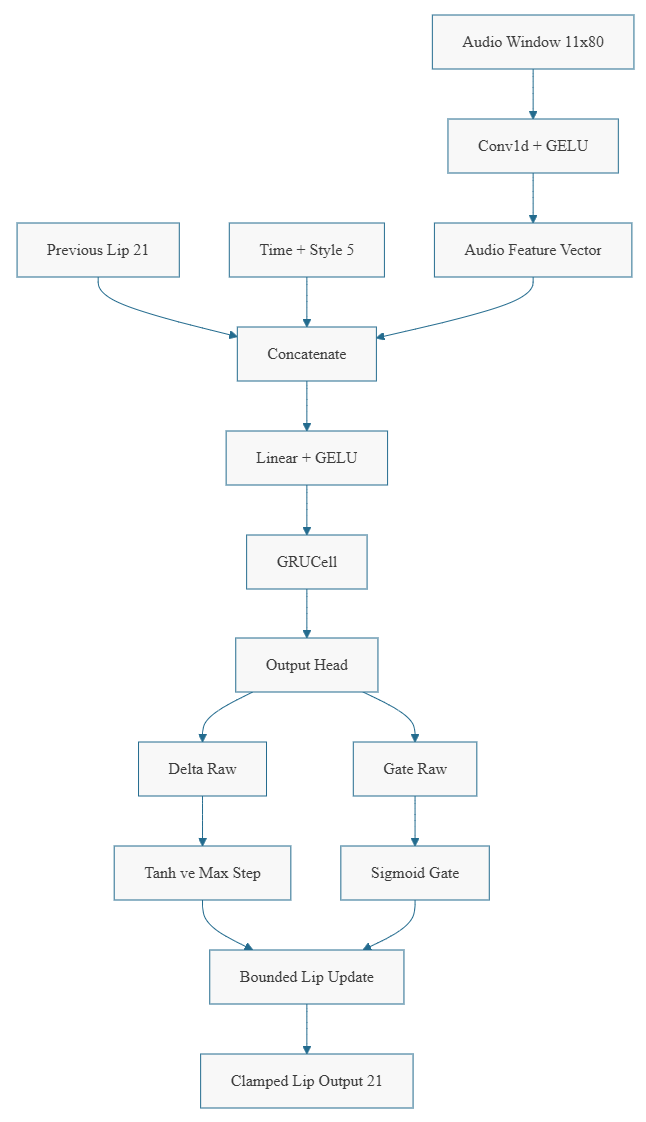 Audio Window 11x80
Conv1d + GELU
Previous Lip 21
Time + Style 5
Audio Feature Vector
Concatenate
Linear + GELU
GRUCell
Output Head
Delta Raw
Gate Raw
Tanh ve Max Step
Sigmoid Gate
Bounded Lip Update
Clamped Lip Output 21